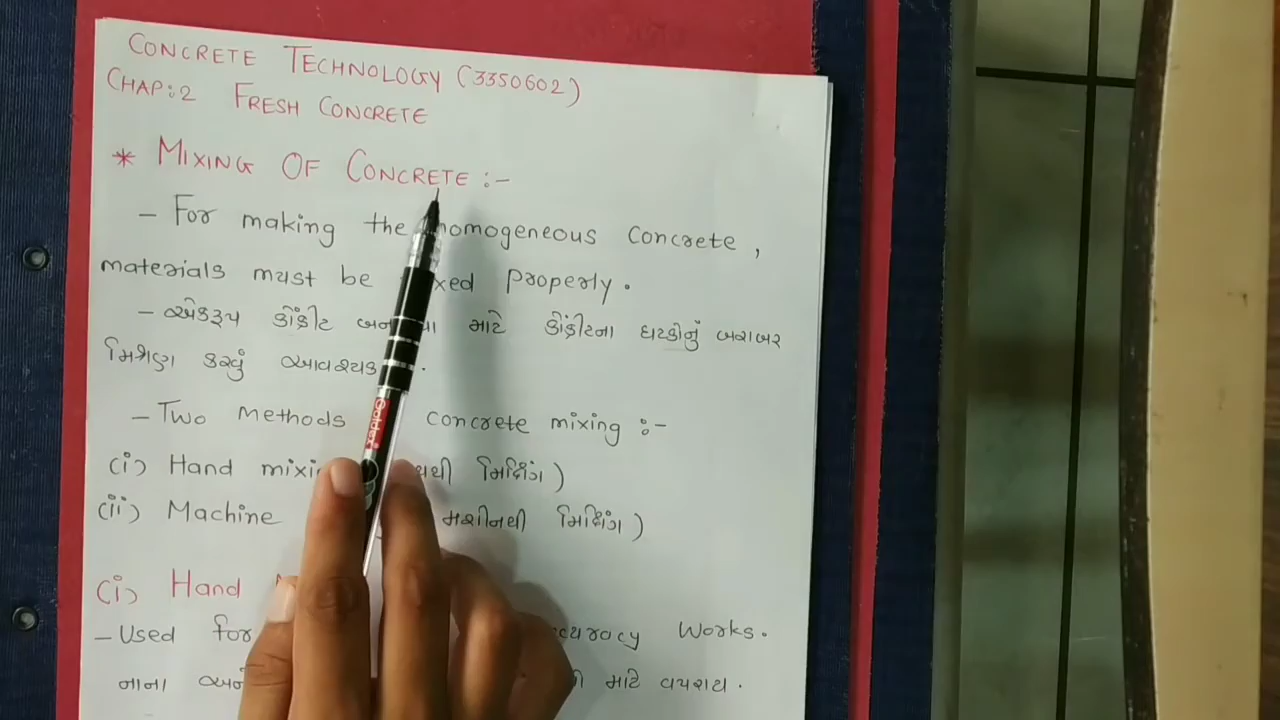 CONCRETE TECHNOLOGY (3350602)
CHAP:2 FRESH CONCRETE
* MIXING OF CONCRETE :-
- For making the homogeneous concrete,
materials must be xed properly.
- એકરૂપ કોંક્રીટ બન વા માટે કોંક્રીટના ઘટકોનું બરાબર
મિશ્રણ કરવું આવશ્યક .
- Two Methods concrete mixing :-
(i) Hand mixi થી મિક્ષિંગ)
(ii) Machine મશીનથી મિક્ષિંગ)
(i) Hand
- Used for works.
નાના માટે વપરાય.